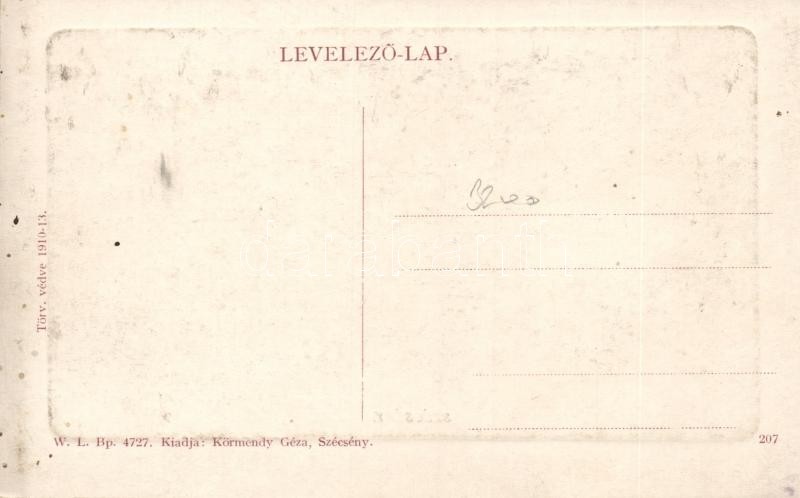 LEVELEZŐ-LAP.
Törv. védve 1910-13.
W. L. Bp. 4727. Kiadja: Körmendy Géza, Szécsény.
207